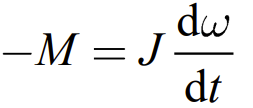 −M = J dω/dt